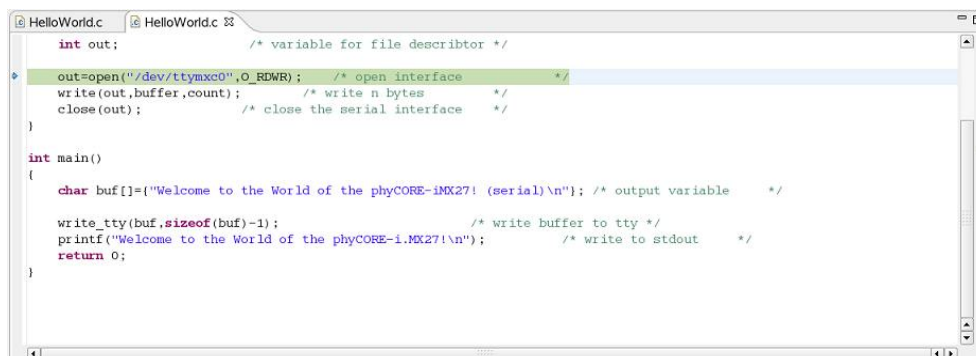 HelloWorld.c HelloWorld.c
int out; /* variable for file describtor */
out=open("/dev/ttymxc0",O_RDWR); /* open interface */
write(out,buffer,count); /* write n bytes */
close(out); /* close the serial interface */
}
int main()
{
char buf[]={"Welcome to the World of the phyCORE-iMX27! (serial)\n"}; /* output variable */
write_tty(buf,sizeof(buf)-1); /* write buffer to tty */
printf("Welcome to the World of the phyCORE-i.MX27!\n"); /* write to stdout */
return 0;
}